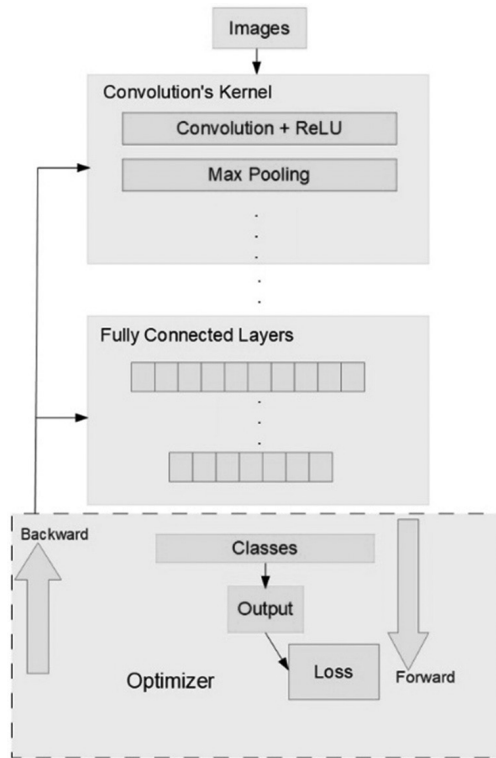 Images
Convolution's Kernel
Convolution + ReLU
Max Pooling
Fully Connected Layers
Backward
Classes
Output
Loss
Optimizer
Forward